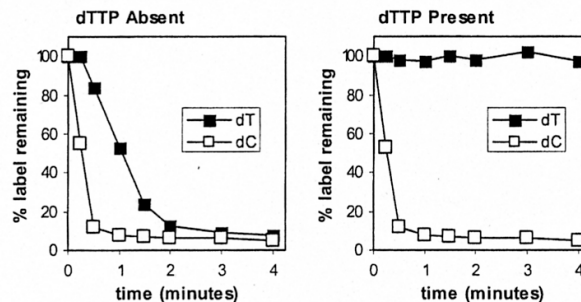 dTTP Absent
% label remaining
100
80
60
40
20
0
dT
dC
0 1 2 3 4
time (minutes)
dTTP Present
% label remaining
100
80
60
40
20
0
dT
dC
0 1 2 3 4
time (minutes)